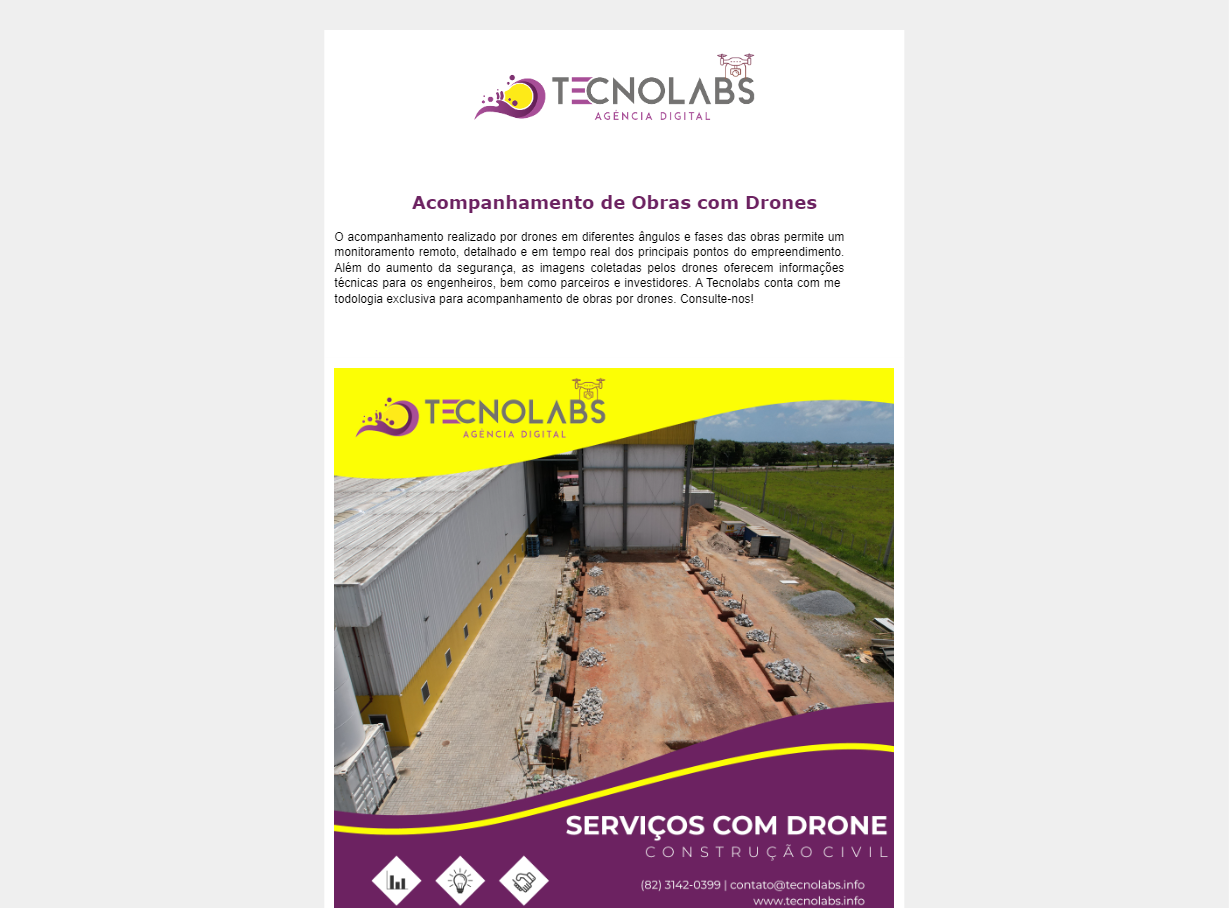 TECNOLABS
AGÊNCIA DIGITAL
Acompanhamento de Obras com Drones
O acompanhamento realizado por drones em diferentes ângulos e fases das obras permite um
monitoramento remoto, detalhado e em tempo real dos principais pontos do empreendimento.
Além do aumento da segurança, as imagens coletadas pelos drones oferecem informações
técnicas para os engenheiros, bem como parceiros e investidores. A Tecnolabs conta com me
todologia exclusiva para acompanhamento de obras por drones. Consulte-nos!
TECNOLABS
AGÊNCIA DIGITAL
SERVIÇOS COM DRONE
CONSTRUÇÃO CIVIL
(82) 3142-0399 | contato@tecnolabs.info
www.tecnolabs.info